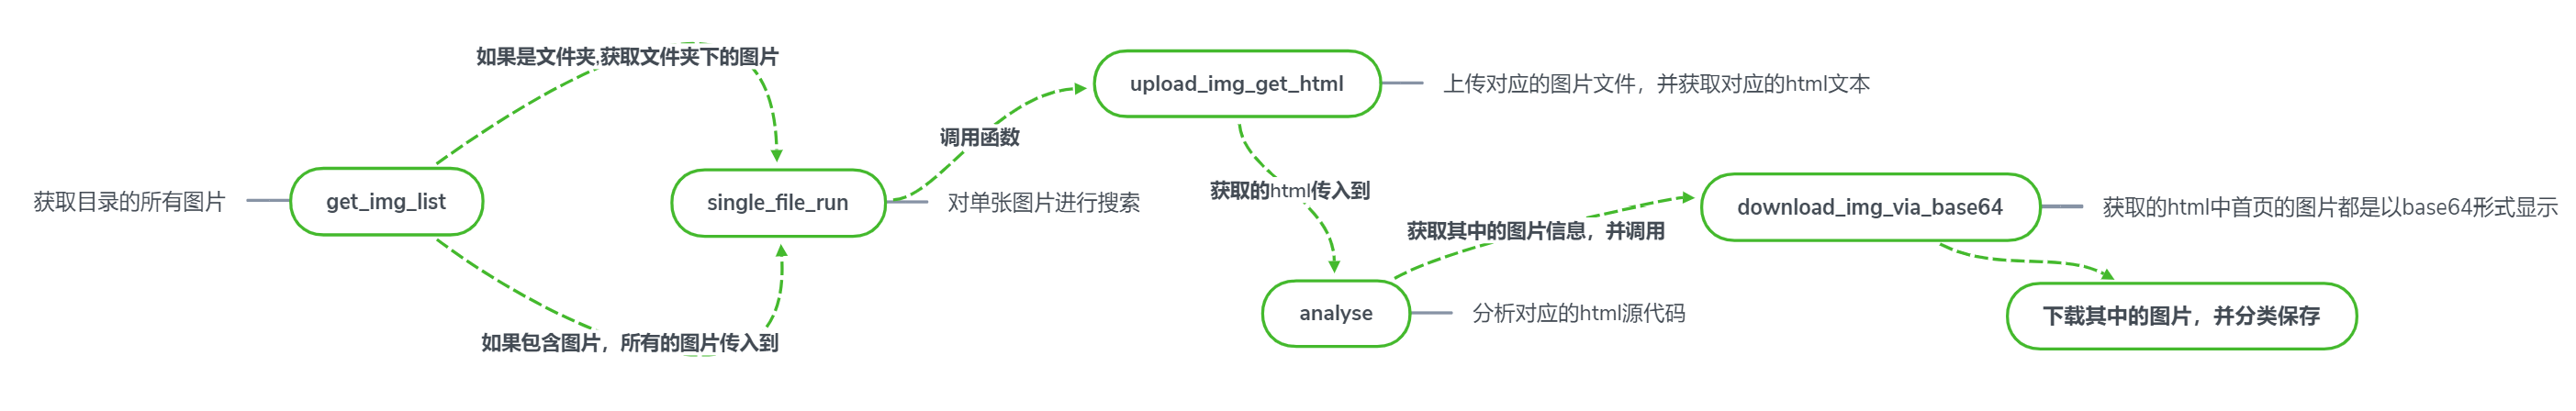 如果是文件夹,获取文件夹下的图片
获取目录的所有图片
get_img_list
如果包含图片，所有的图片传入到
single_file_run
对单张图片进行搜索
调用函数
upload_img_get_html
上传对应的图片文件，并获取对应的html文本
获取的html传入到
analyse
分析对应的html源代码
获取其中的图片信息，并调用
download_img_via_base64
获取的html中首页的图片都是以base64形式显示
下载其中的图片，并分类保存